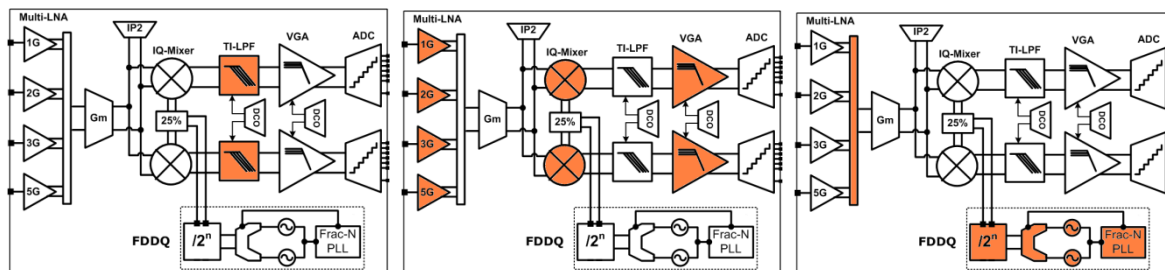 Multi-LNA
IP2
IQ-Mixer
TI-LPF
VGA
ADC
1G
2G
3G
5G
Gm
25%
DCO
DCO
FDDQ
/2ⁿ
Frac-N
PLL
Multi-LNA
IP2
IQ-Mixer
TI-LPF
VGA
ADC
1G
2G
3G
5G
Gm
25%
DCO
DCO
FDDQ
/2ⁿ
Frac-N
PLL
Multi-LNA
IP2
IQ-Mixer
TI-LPF
VGA
ADC
1G
2G
3G
5G
Gm
25%
DCO
DCO
FDDQ
/2ⁿ
Frac-N
PLL